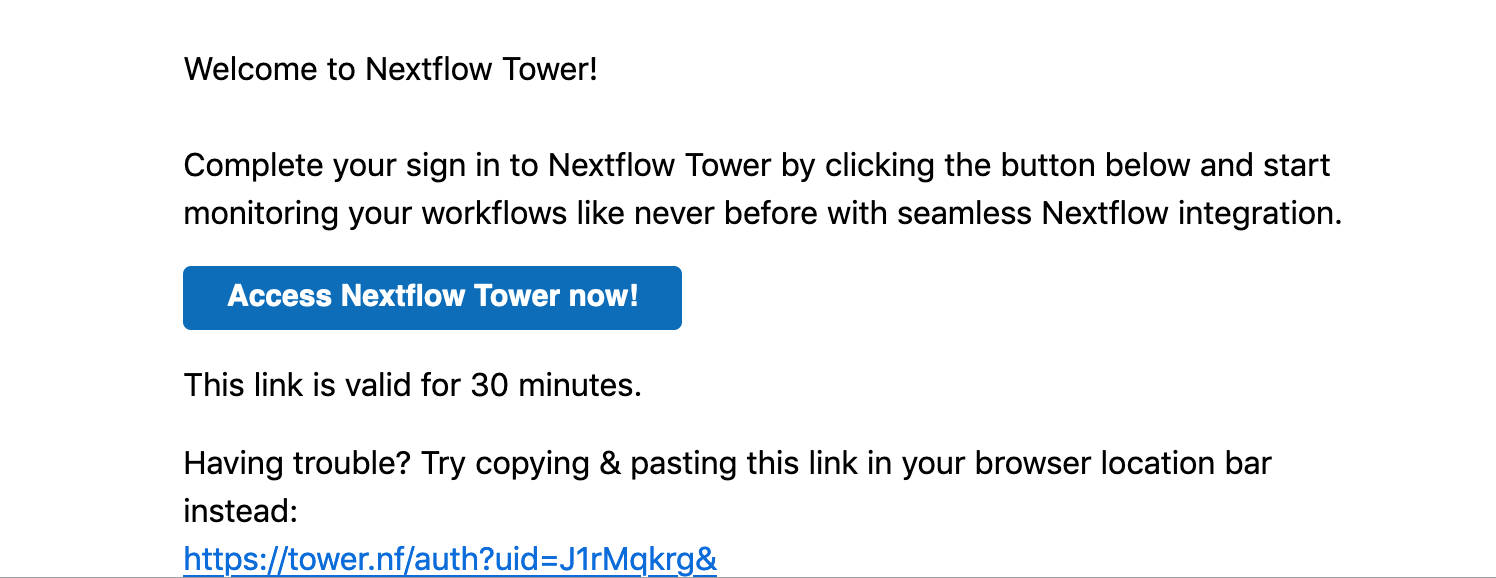 Welcome to Nextflow Tower!
Complete your sign in to Nextflow Tower by clicking the button below and start
monitoring your workflows like never before with seamless Nextflow integration.
Access Nextflow Tower now!
This link is valid for 30 minutes.
Having trouble? Try copying & pasting this link in your browser location bar
instead:
https://tower.nf/auth?uid=J1rMqkrg&